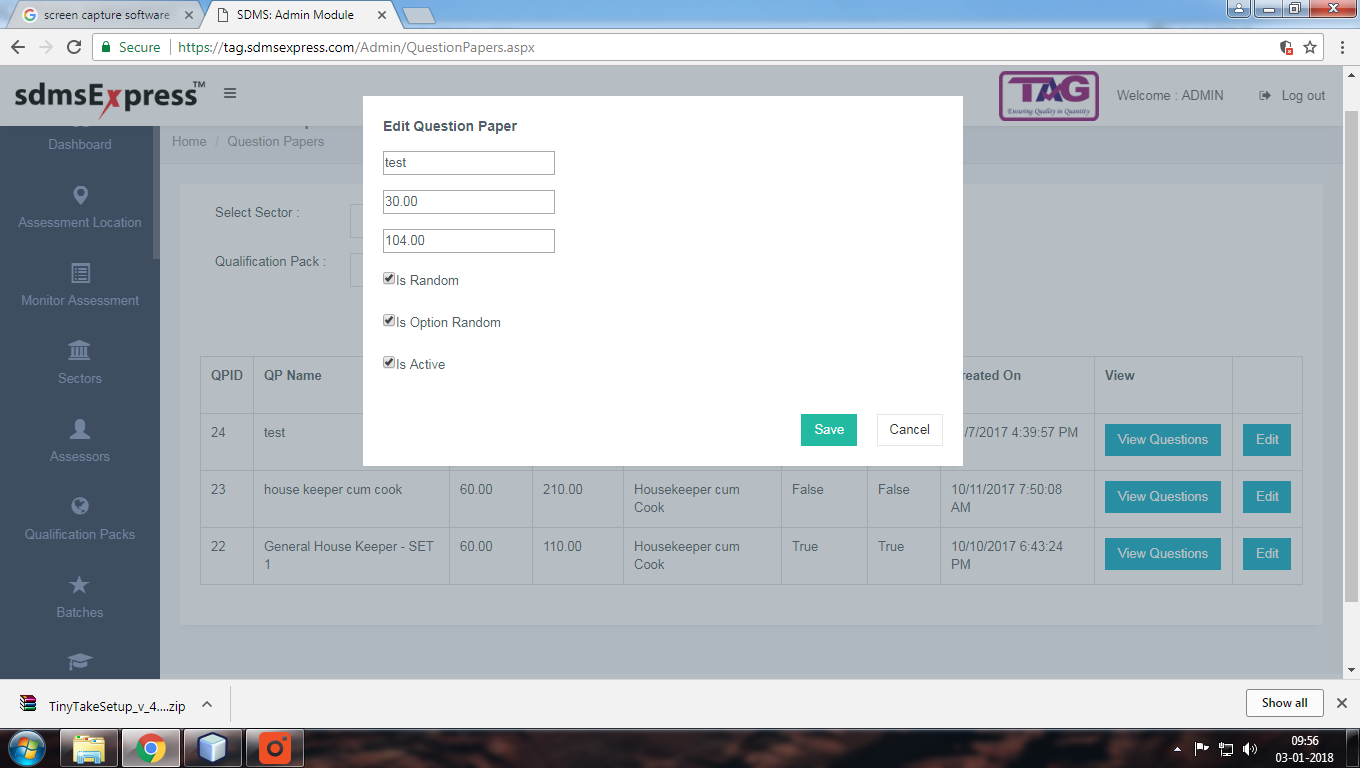 screen capture software
SDMS: Admin Module
Secure
https://tag.sdmsexpress.com/Admin/QuestionPapers.aspx
sdmsExpress™
TAG
Ensuring Quality in Quantity
Welcome : ADMIN
Log out
Dashboard
Assessment Location
Monitor Assessment
Sectors
Assessors
Qualification Packs
Batches
Home / Question Papers
Select Sector :
Qualification Pack :
Edit Question Paper
test
30.00
104.00
Is Random
Is Option Random
Is Active
Save Cancel
QPID QP Name reated On View
24 test /7/2017 4:39:57 PM View Questions Edit
23 house keeper cum cook 60.00 210.00 Housekeeper cum False False 10/11/2017 7:50:08 View Questions Edit
Cook AM
22 General House Keeper - SET 60.00 110.00 Housekeeper cum True True 10/10/2017 6:43:24 View Questions Edit
1 Cook PM
TinyTakeSetup_v_4....zip
Show all
09:56
03-01-2018